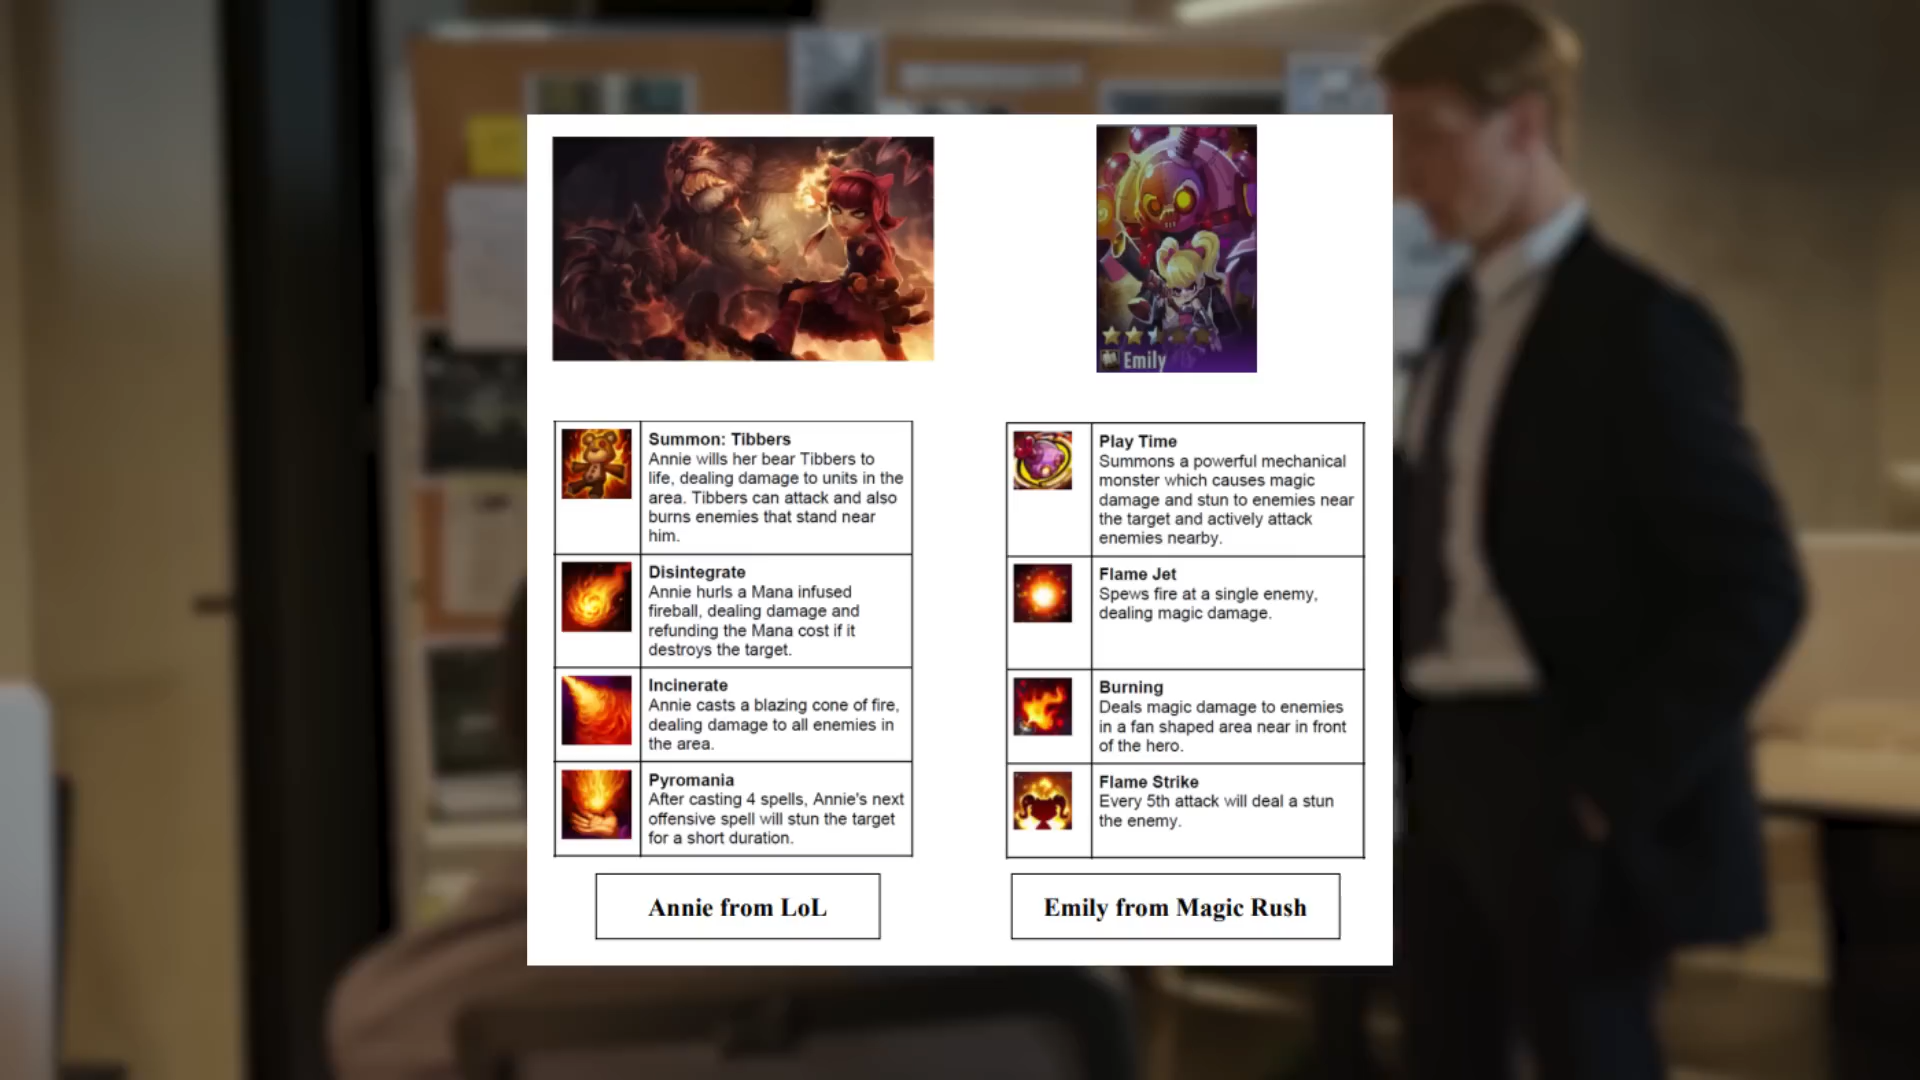 Emily
Summon: Tibbers
Annie wills her bear Tibbers to
life, dealing damage to units in the
area. Tibbers can attack and also
burns enemies that stand near
him.
Disintegrate
Annie hurls a Mana infused
fireball, dealing damage and
refunding the Mana cost if it
destroys the target.
Incinerate
Annie casts a blazing cone of fire,
dealing damage to all enemies in
the area.
Pyromania
After casting 4 spells, Annie's next
offensive spell will stun the target
for a short duration.
Annie from LoL
Play Time
Summons a powerful mechanical
monster which causes magic
damage and stun to enemies near
the target and actively attack
enemies nearby.
Flame Jet
Spews fire at a single enemy,
dealing magic damage.
Burning
Deals magic damage to enemies
in a fan shaped area near in front
of the hero.
Flame Strike
Every 5th attack will deal a stun
the enemy.
Emily from Magic Rush